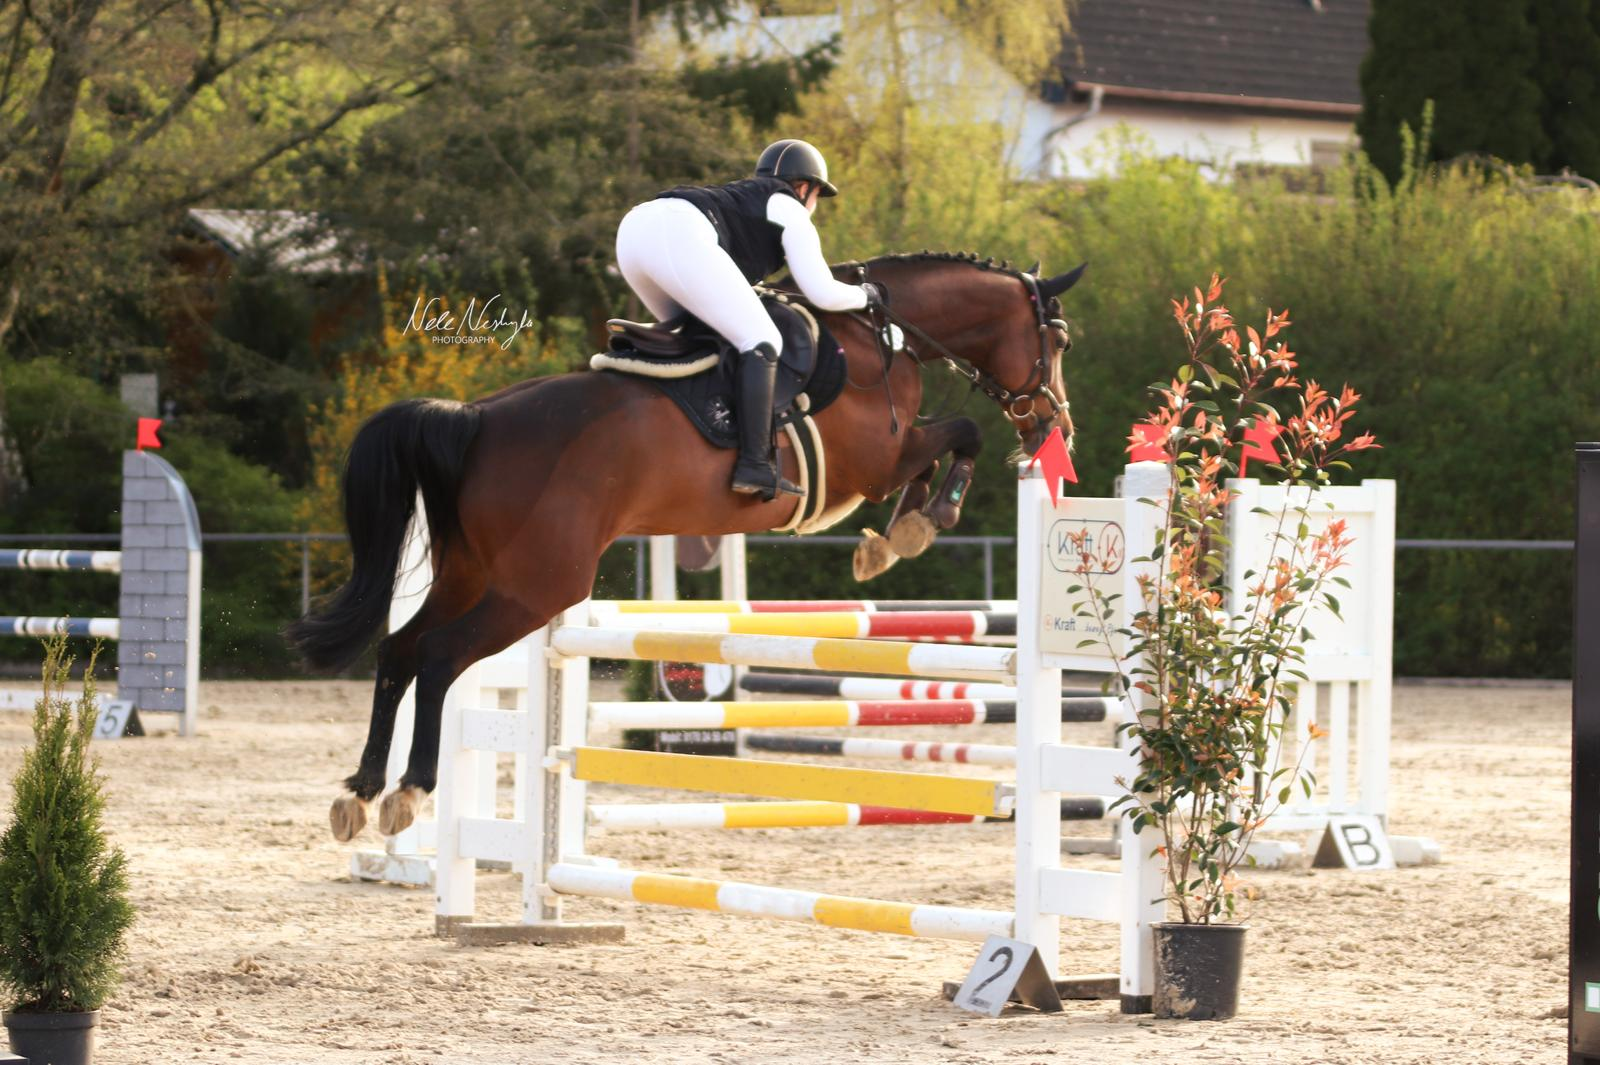 Nele Neshyla
PHOTOGRAPHY
Kraft K
Kraft
5
B
2